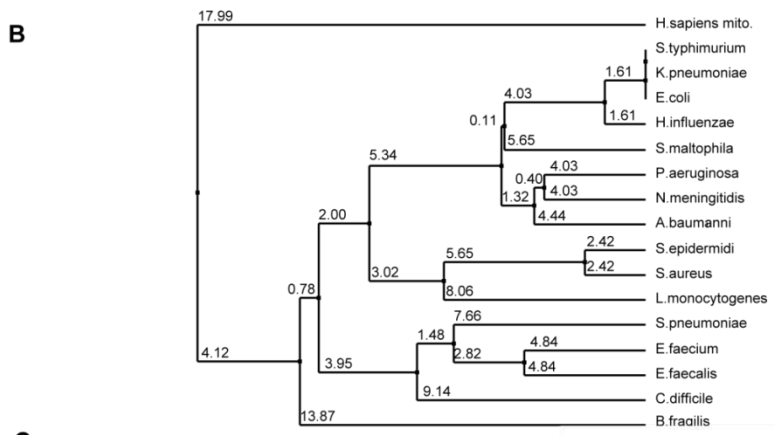 B
17.99
H.sapiens mito.
S.typhimurium
1.61
K.pneumoniae
4.03
E.coli
0.11
1.61
H.influenzae
5.65
S.maltophila
5.34
4.03
P.aeruginosa
0.40
1.32
4.03
N.meningitidis
2.00
4.44
A.baumanni
2.42
S.epidermidi
5.65
3.02
2.42
S.aureus
0.78
8.06
L.monocytogenes
7.66
S.pneumoniae
1.48
4.12
2.82
4.84
E.faecium
3.95
4.84
E.faecalis
9.14
C.difficile
13.87
B.fragilis